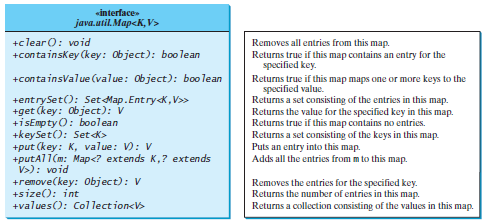 «interface»
java.util.Map<K,V>
+clear(): void
Removes all entries from this map.
+containsKey(key: Object): boolean
Returns true if this map contains an entry for the
specified key.
+containsValue(value: Object): boolean
Returns true if this map maps one or more keys to the
specified value.
+entrySet(): Set<Map.Entry<K,V>>
Returns a set consisting of the entries in this map.
+get(key: Object): V
Returns the value for the specified key in this map.
+isEmpty(): boolean
Returns true if this map contains no entries.
+keySet(): Set<K>
Returns a set consisting of the keys in this map.
+put(key: K, value: V): V
Puts an entry into this map.
+putAll(m: Map<? extends K,? extends
V>): void
Adds all the entries from m to this map.
+remove(key: Object): V
Removes the entries for the specified key.
+size(): int
Returns the number of entries in this map.
+values(): Collection<V>
Returns a collection consisting of the values in this map.